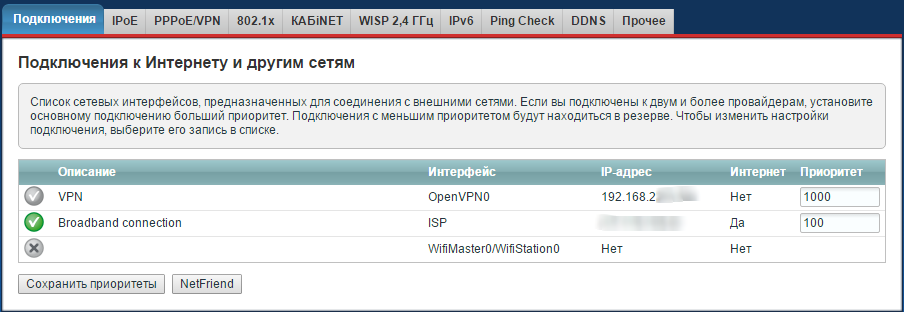 Подключения IPoE PPPoE/VPN 802.1x КАБiNET WISP 2,4 ГГц IPv6 Ping Check DDNS Прочее
Подключения к Интернету и другим сетям
Список сетевых интерфейсов, предназначенных для соединения с внешними сетями. Если вы подключены к двум и более провайдерам, установите
основному подключению больший приоритет. Подключения с меньшим приоритетом будут находиться в резерве. Чтобы изменить настройки
подключения, выберите его запись в списке.
Описание Интерфейс IP-адрес Интернет Приоритет
VPN OpenVPN0 192.168.2 Нет 1000
Broadband connection ISP Да 100
WifiMaster0/WifiStation0 Нет Нет
Сохранить приоритеты NetFriend